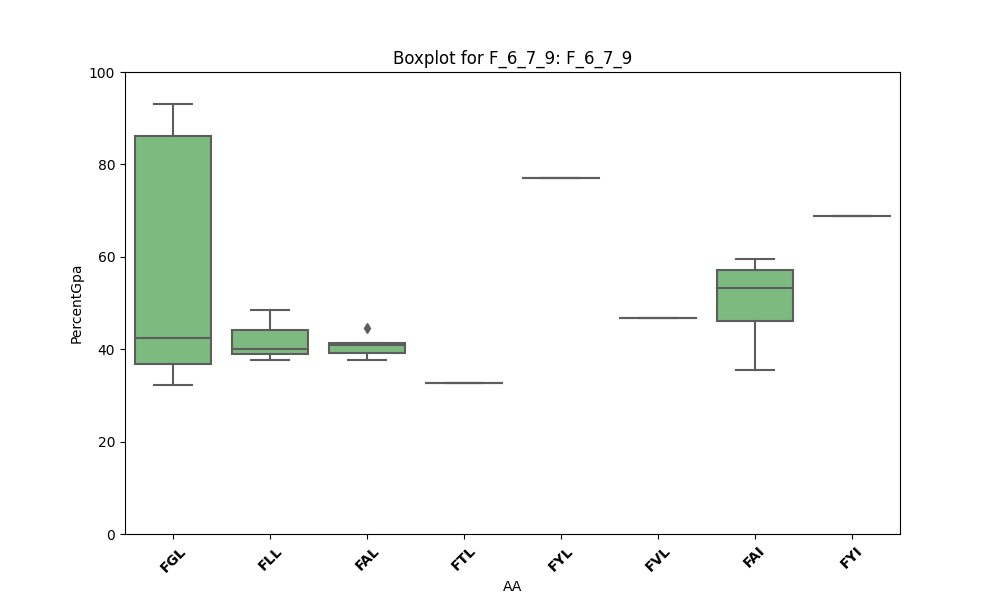 Boxplot for F_6_7_9: F_6_7_9
100
80
60
40
20
0
PercentGpa
FGL
FLL
FAL
FTL
FYL
FVL
FAI
FYI
AA